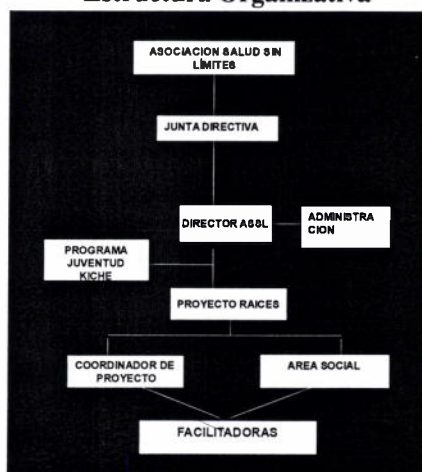 Estructura Organizativa
ASOCIACION SALUD SIN
LÍMITES
JUNTA DIRECTIVA
DIRECTOR ASSL
ADMINISTRA
CION
PROGRAMA
JUVENTUD
KICHE
PROYECTO RAICES
COORDINADOR DE
PROYECTO
AREA SOCIAL
FACILITADORAS